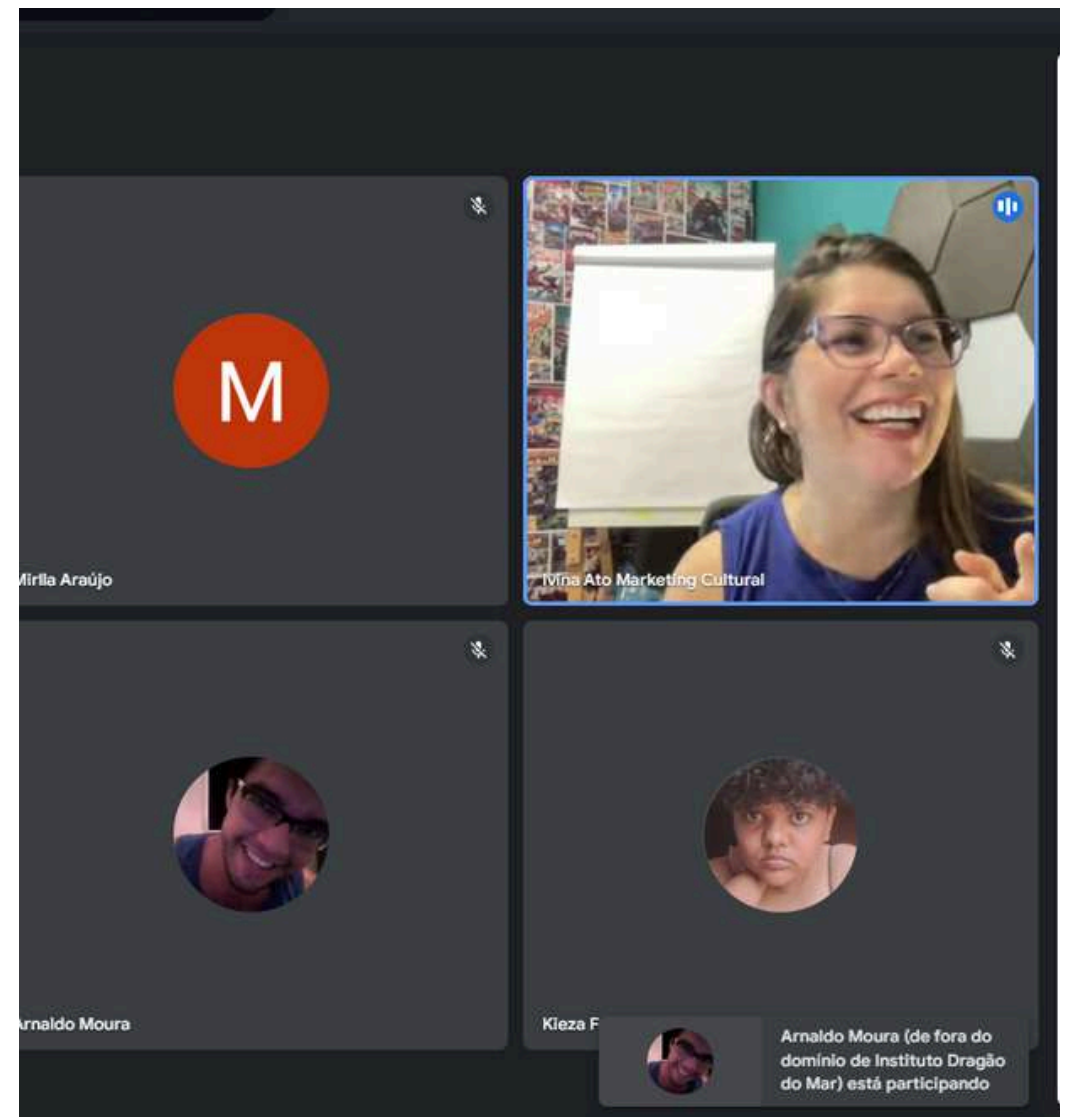 M
Mirlla Araújo
Ivina Ato Marketing Cultural
Arnaldo Moura
Kieza F
Arnaldo Moura (de fora do
domínio de Instituto Dragão
do Mar) está participando